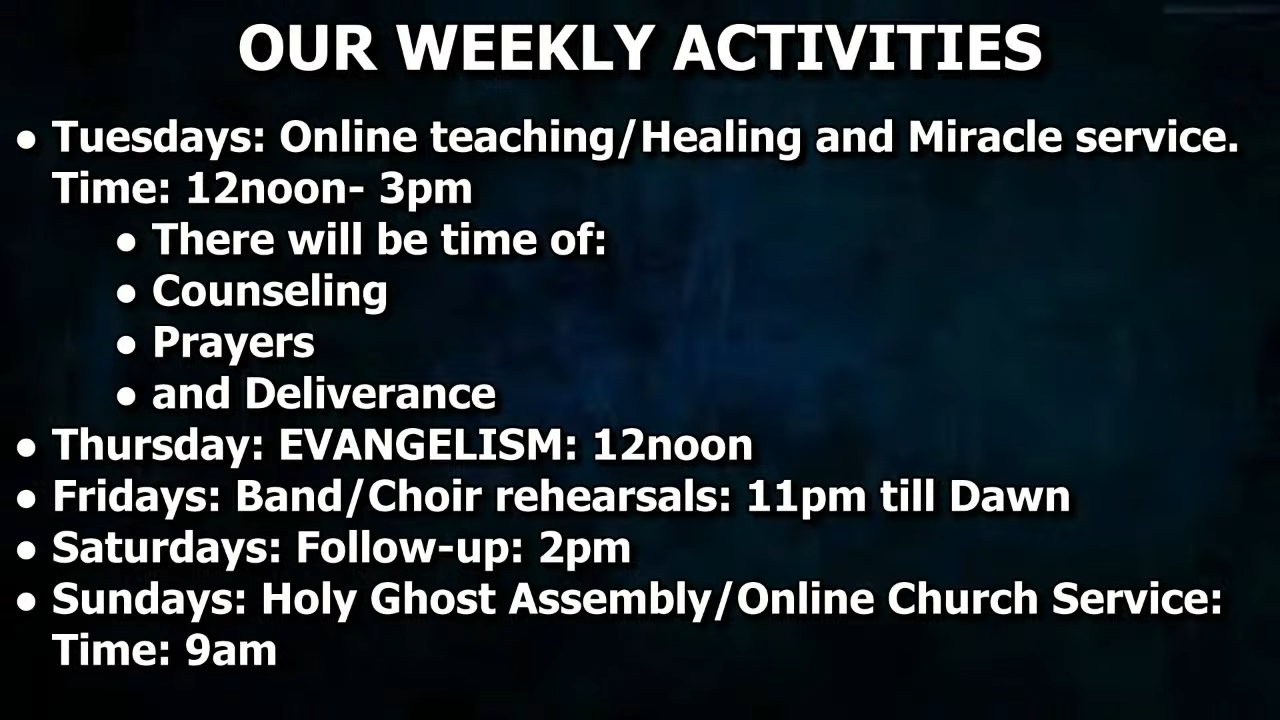 OUR WEEKLY ACTIVITIES
● Tuesdays: Online teaching/Healing and Miracle service.
Time: 12noon- 3pm
● There will be time of:
● Counseling
● Prayers
● and Deliverance
● Thursday: EVANGELISM: 12noon
● Fridays: Band/Choir rehearsals: 11pm till Dawn
● Saturdays: Follow-up: 2pm
● Sundays: Holy Ghost Assembly/Online Church Service:
Time: 9am